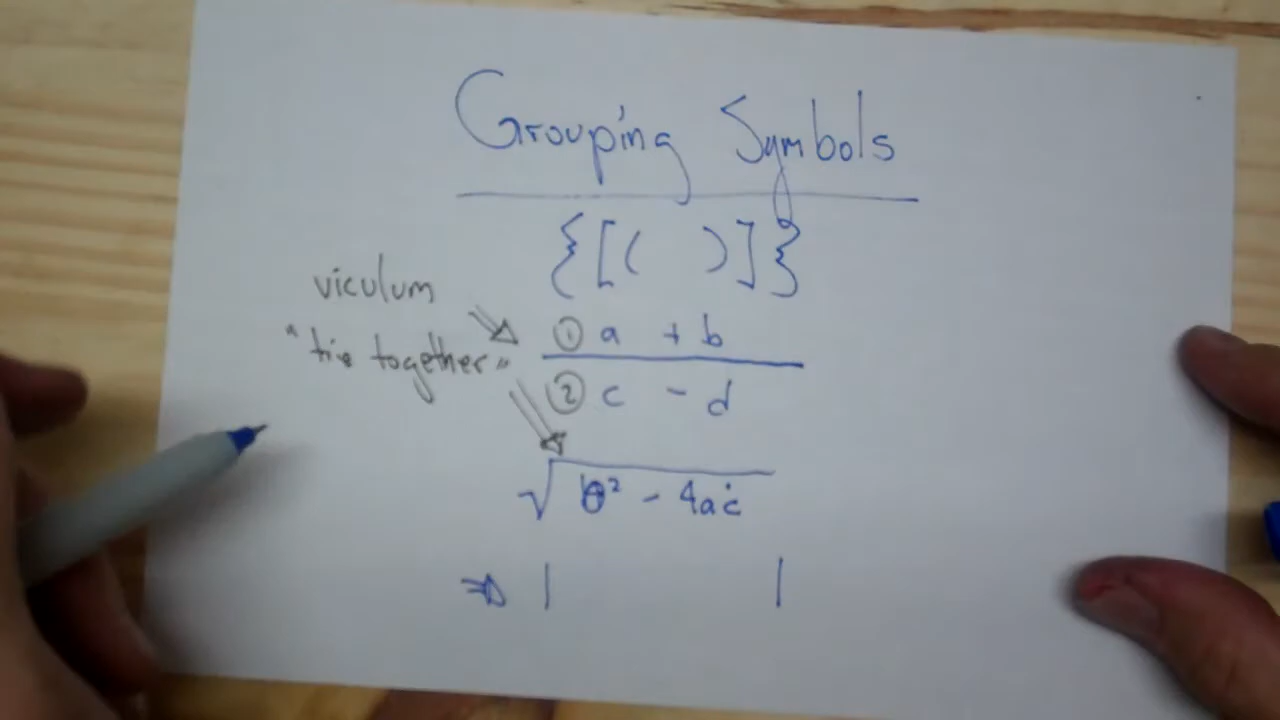 Grouping Symbols
{[( )]}
viculum
"tie together"
① a + b
② c - d
√b² - 4ac
⇒ | |